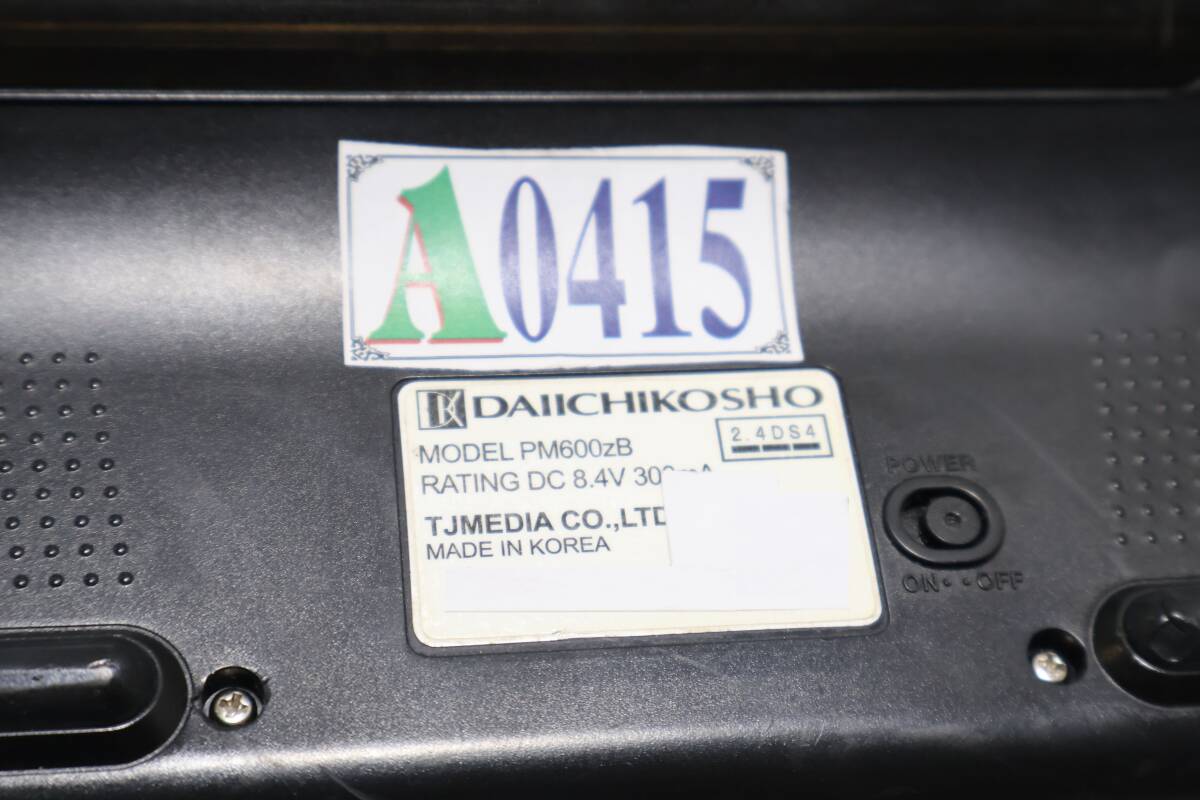 A0415
DAIICHIKOSHO
MODEL PM600zB
2.4DS4
RATING DC 8.4V
TJMEDIA CO.,LTD
MADE IN KOREA
POWER
ON • • OFF